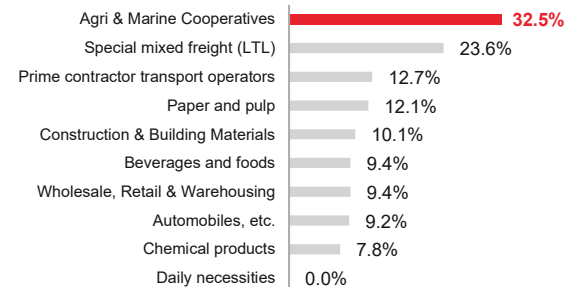 Agri & Marine Cooperatives 32.5%
Special mixed freight (LTL) 23.6%
Prime contractor transport operators 12.7%
Paper and pulp 12.1%
Construction & Building Materials 10.1%
Beverages and foods 9.4%
Wholesale, Retail & Warehousing 9.4%
Automobiles, etc. 9.2%
Chemical products 7.8%
Daily necessities 0.0%